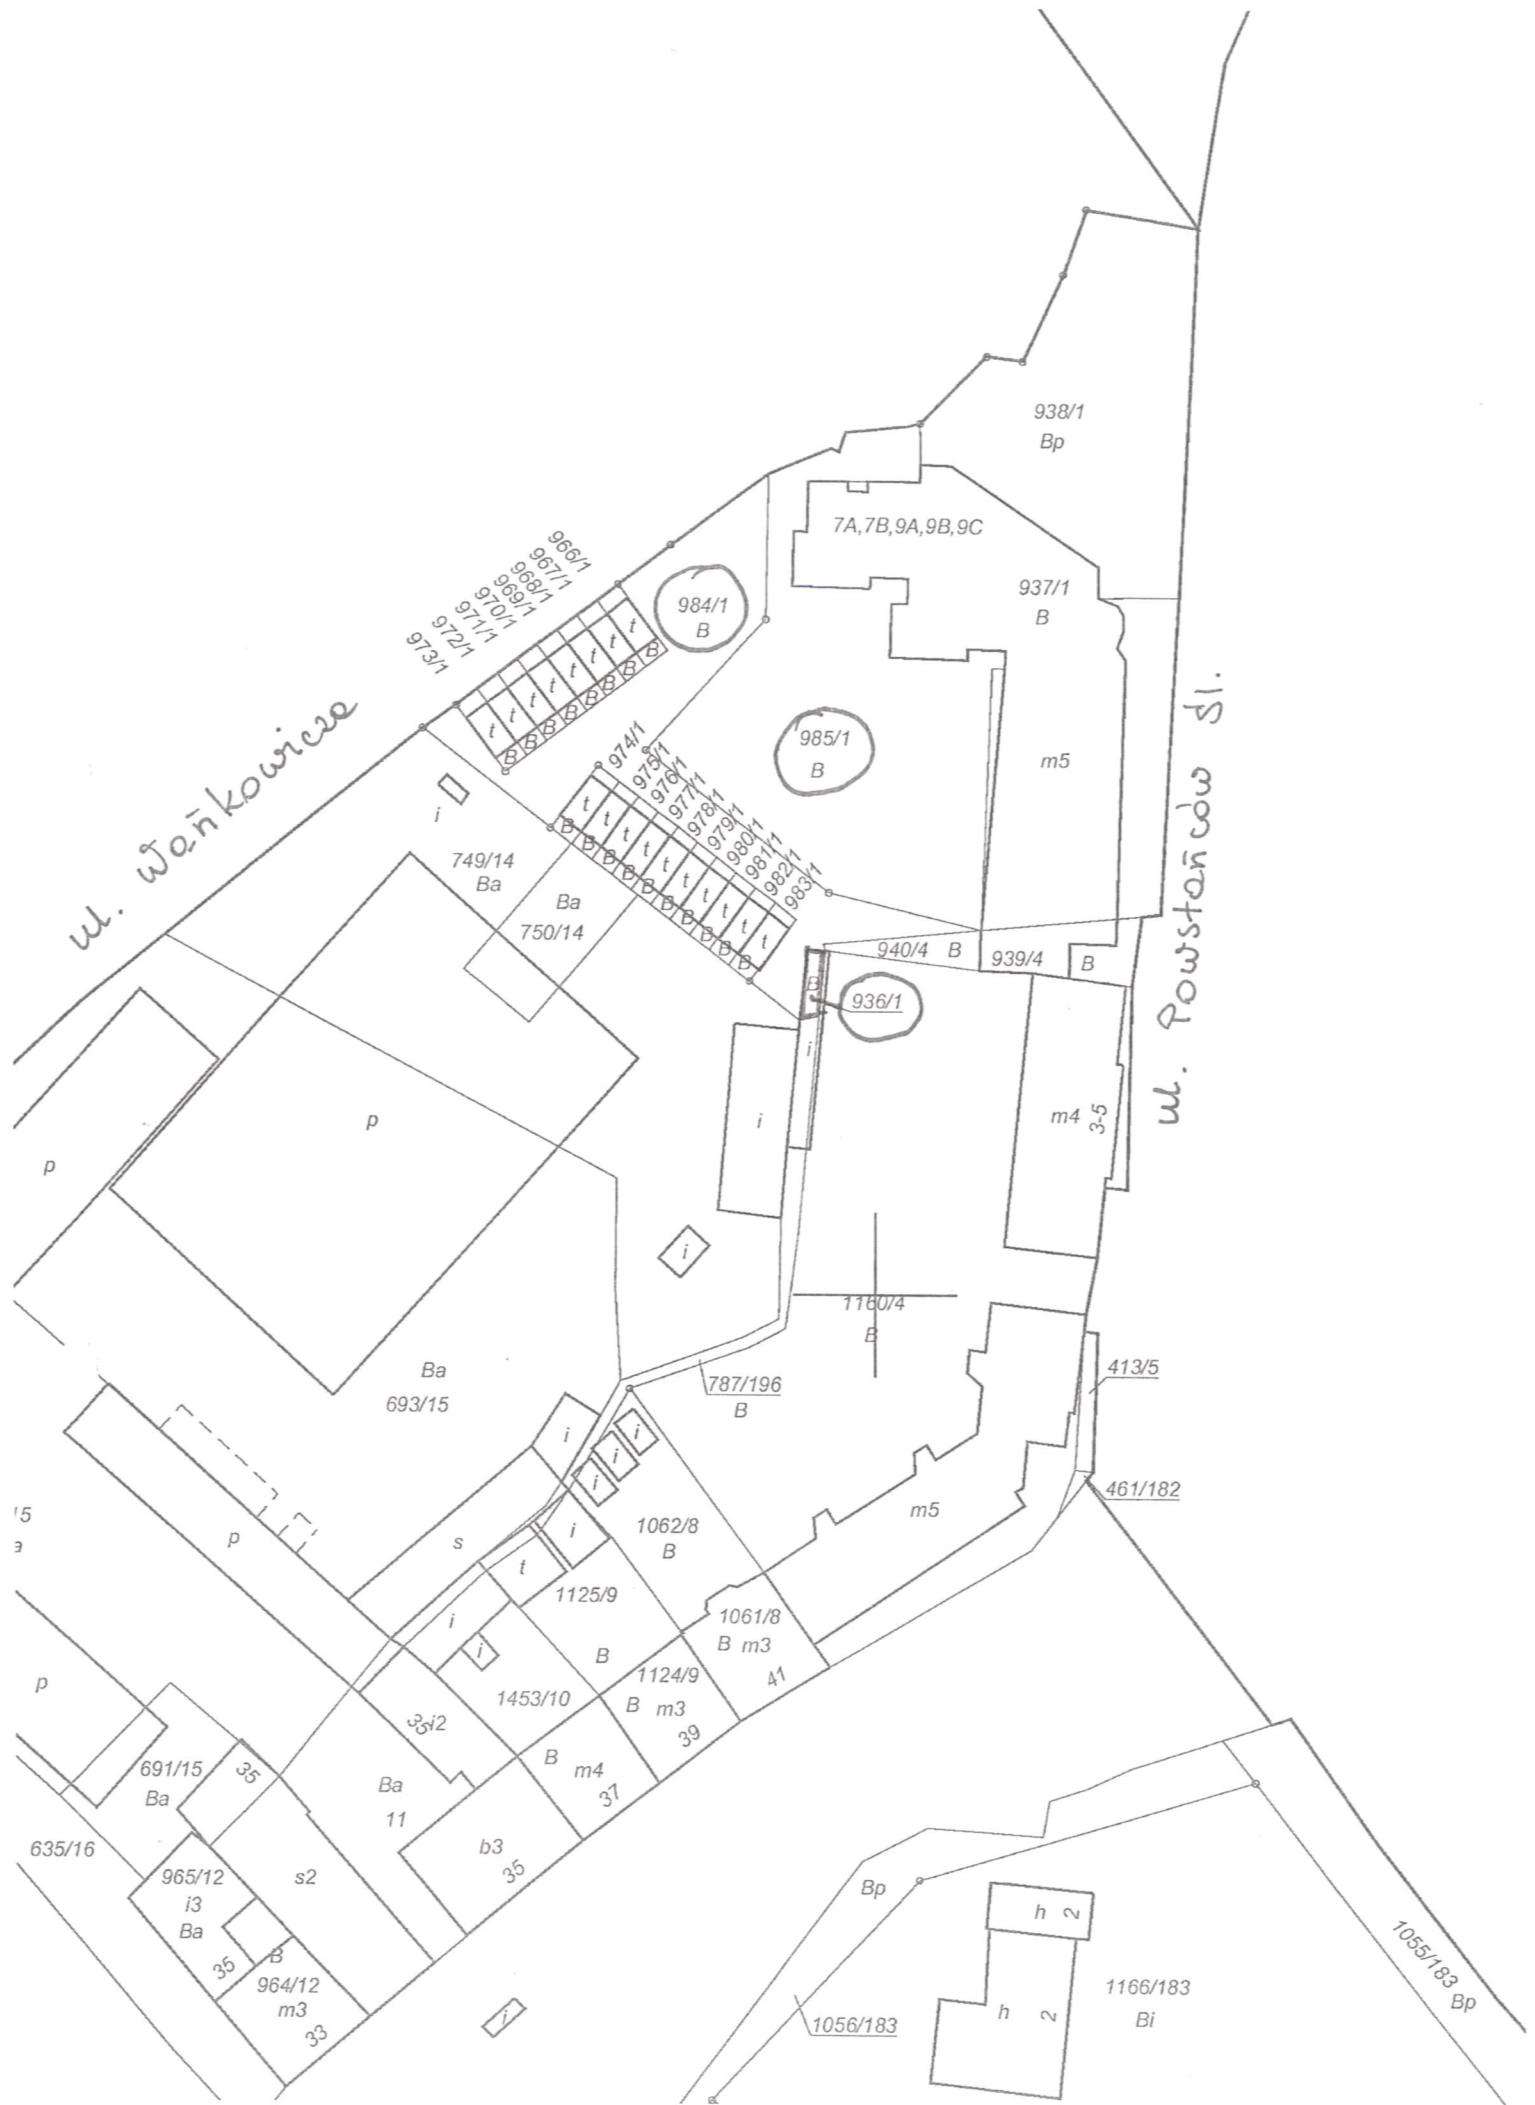 938/1
Bp
7A,7B,9A,9B,9C
966/1
967/1
968/1
969/1
970/1
971/1
972/1
973/1
984/1
B
937/1
B
t
t
t
t
t
t
t
t
B
B
B
B
B
B
B
B
ul. Wańkowicza
985/1
B
ul. Powstańców Śl.
m5
974/1
975/1
976/1
977/1
978/1
979/1
980/1
981/1
982/1
983/1
i
t
t
t
t
t
t
t
t
t
t
B
B
B
B
B
B
B
B
B
B
749/14
Ba
Ba
750/14
940/4 B
939/4
B
B
936/1
i
i
p
p
m4
3-5
i
1160/4
B
Ba
693/15
787/196
B
413/5
461/182
i
i
i
i
m5
p
s
i
1062/8
B
t
1125/9
i
i
B
1061/8
B m3
41
1124/9
B m3
39
1453/10
35
i2
p
B
m4
37
691/15
Ba
35
Ba
11
b3
35
635/16
965/12
i3
Ba
35
s2
B
964/12
m3
33
i
Bp
h 2
h 2
1166/183
Bi
1056/183
1055/183
Bp